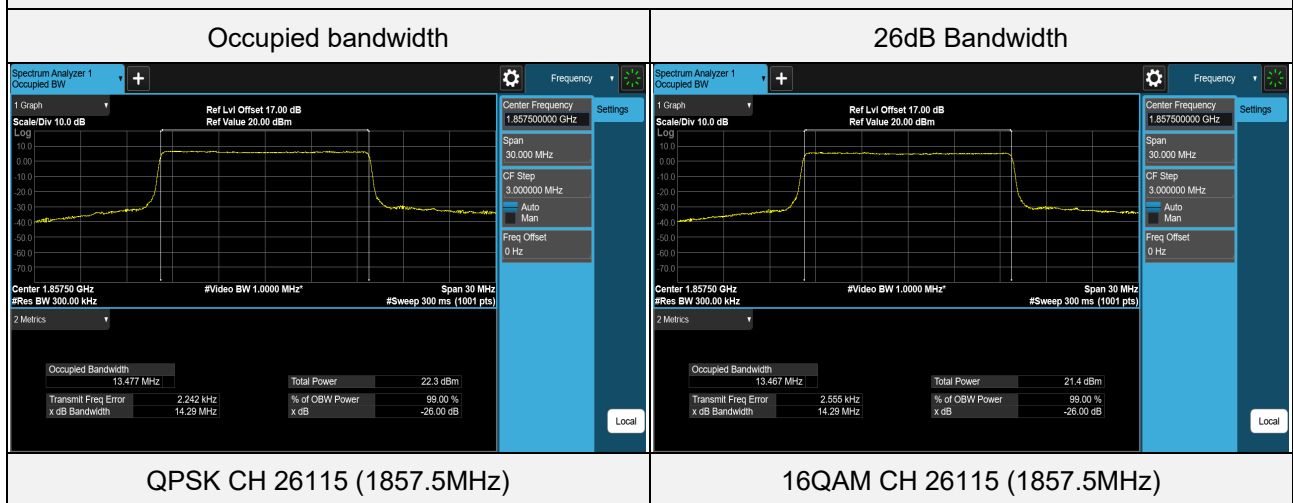 Occupied bandwidth
26dB Bandwidth
Spectrum Analyzer 1
Occupied BW
+
Frequency
1 Graph
Scale/Div 10.0 dB
Ref Lvl Offset 17.00 dB
Ref Value 20.00 dBm
Log
10.0
0.00
-10.0
-20.0
-30.0
-40.0
-50.0
-60.0
-70.0
Center 1.85750 GHz
#Res BW 300.00 kHz
#Video BW 1.0000 MHz*
Span 30 MHz
#Sweep 300 ms (1001 pts)
Center Frequency
1.857500000 GHz
Settings
Span
30.000 MHz
CF Step
3.000000 MHz
Auto
Man
Freq Offset
0 Hz
Local
2 Metrics
Occupied Bandwidth
13.477 MHz
Total Power 22.3 dBm
Transmit Freq Error 2.242 kHz
% of OBW Power 99.00 %
x dB Bandwidth 14.29 MHz
x dB -26.00 dB
Spectrum Analyzer 1
Occupied BW
+
Frequency
1 Graph
Scale/Div 10.0 dB
Ref Lvl Offset 17.00 dB
Ref Value 20.00 dBm
Log
10.0
0.00
-10.0
-20.0
-30.0
-40.0
-50.0
-60.0
-70.0
Center 1.85750 GHz
#Res BW 300.00 kHz
#Video BW 1.0000 MHz*
Span 30 MHz
#Sweep 300 ms (1001 pts)
Center Frequency
1.857500000 GHz
Settings
Span
30.000 MHz
CF Step
3.000000 MHz
Auto
Man
Freq Offset
0 Hz
Local
2 Metrics
Occupied Bandwidth
13.467 MHz
Total Power 21.4 dBm
Transmit Freq Error 2.555 kHz
% of OBW Power 99.00 %
x dB Bandwidth 14.29 MHz
x dB -26.00 dB
QPSK CH 26115 (1857.5MHz)
16QAM CH 26115 (1857.5MHz)